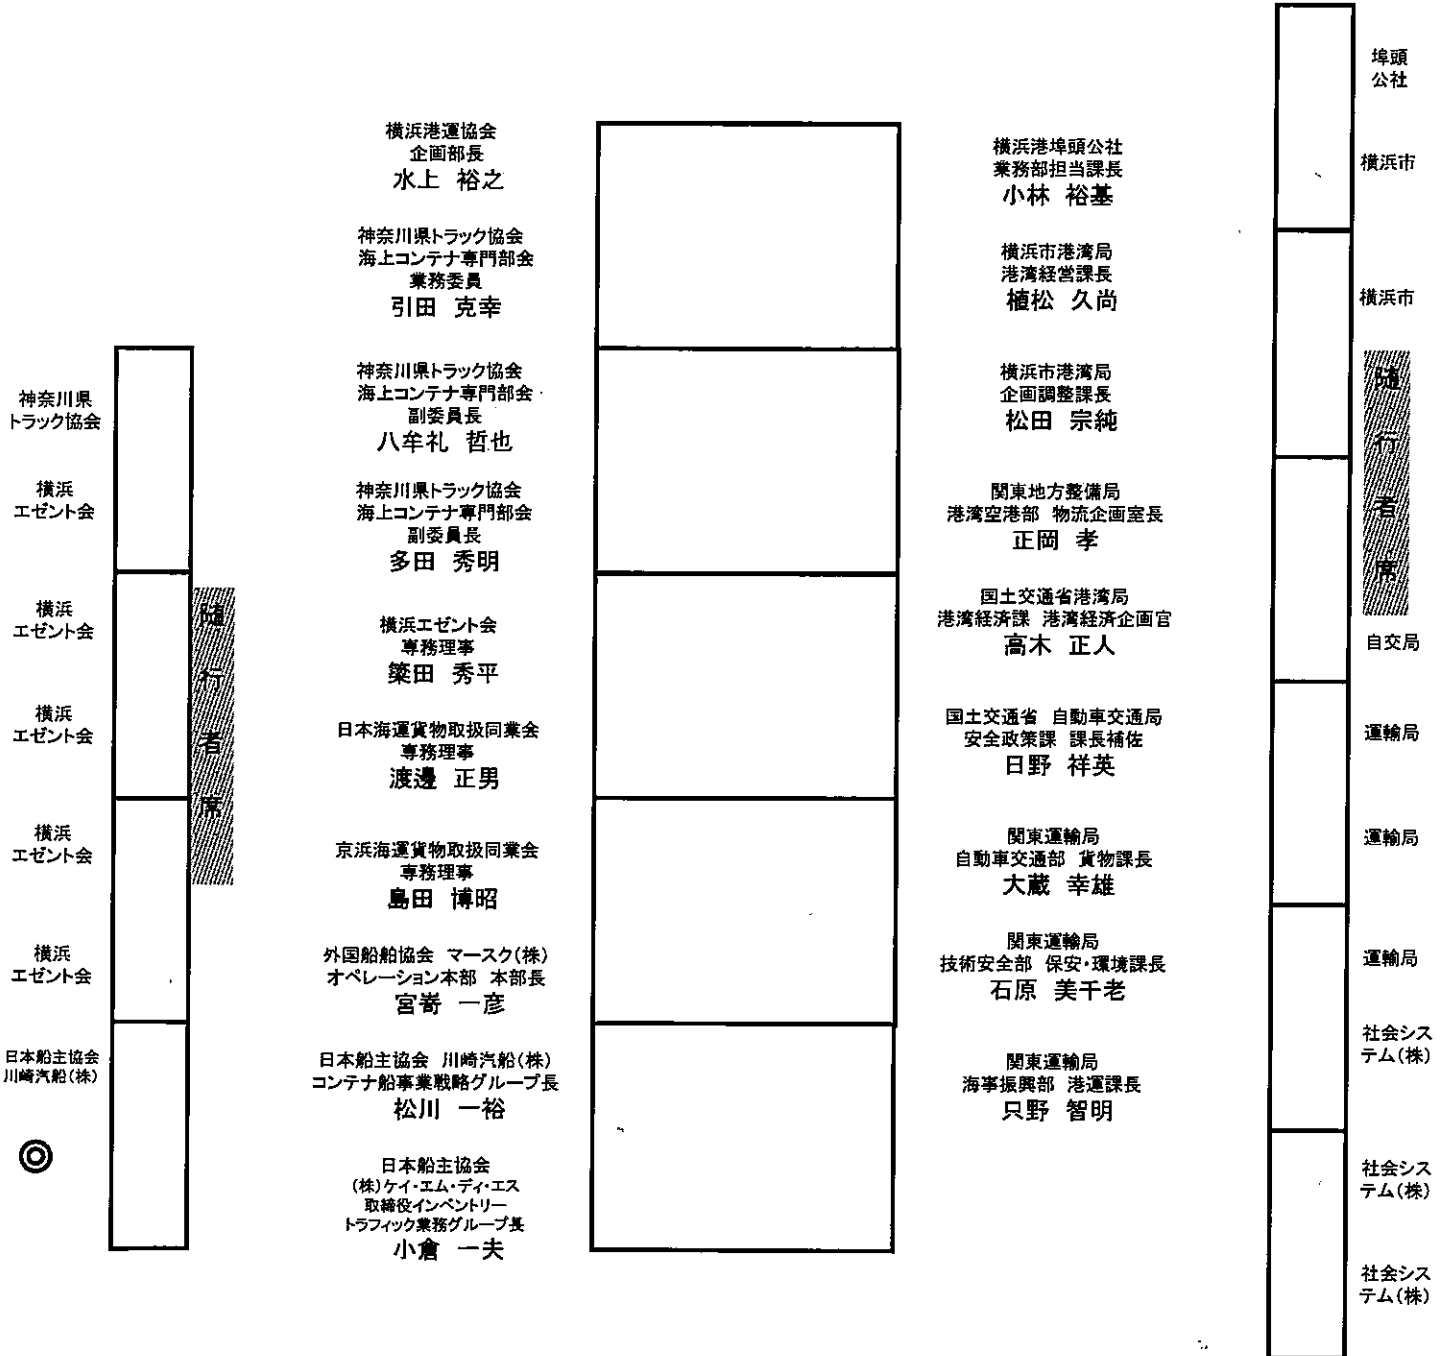 神奈川県
トラック協会
横浜
エゼント会
横浜
エゼント会
横浜
エゼント会
横浜
エゼント会
横浜
エゼント会
日本船主協会
川崎汽船(株)
◎
随行者席
横浜港運協会
企画部長
水上 裕之
神奈川県トラック協会
海上コンテナ専門部会
業務委員
引田 克幸
神奈川県トラック協会
海上コンテナ専門部会
副委員長
八牟礼 哲也
神奈川県トラック協会
海上コンテナ専門部会
副委員長
多田 秀明
横浜エゼント会
専務理事
簗田 秀平
日本海運貨物取扱同業会
専務理事
渡邊 正男
京浜海運貨物取扱同業会
専務理事
島田 博昭
外国船舶協会 マースク(株)
オペレーション本部 本部長
宮嵜 一彦
日本船主協会 川崎汽船(株)
コンテナ船事業戦略グループ長
松川 一裕
日本船主協会
(株)ケイ・エム・ディ・エス
取締役インベントリー
トラフィック業務グループ長
小倉 一夫
横浜港埠頭公社
業務部担当課長
小林 裕基
横浜市港湾局
港湾経営課長
植松 久尚
横浜市港湾局
企画調整課長
松田 宗純
関東地方整備局
港湾空港部 物流企画室長
正岡 孝
国土交通省港湾局
港湾経済課 港湾経済企画官
高木 正人
国土交通省 自動車交通局
安全政策課 課長補佐
日野 祥英
関東運輸局
自動車交通部 貨物課長
大蔵 幸雄
関東運輸局
技術安全部 保安・環境課長
石原 美千老
関東運輸局
海事振興部 港運課長
只野 智明
埠頭
公社
横浜市
横浜市
随行者席
自交局
運輸局
運輸局
運輸局
社会シス
テム(株)
社会シス
テム(株)
社会シス
テム(株)